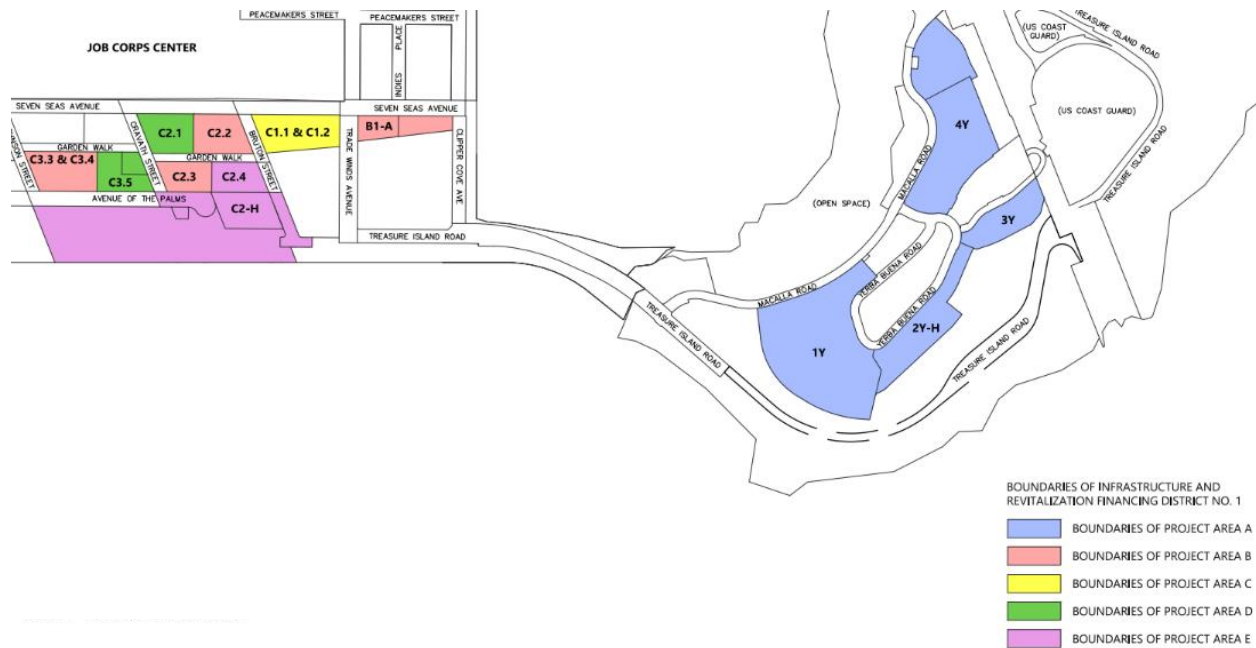 PEACEMAKERS STREET
PEACEMAKERS STREET
INDIES PLACE
JOB CORPS CENTER
SEVEN SEAS AVENUE
SEVEN SEAS AVENUE
C2.1
C2.2
C1.1 & C1.2
B1-A
CRAVATH STREET
BRUTON STREET
TRADE WINDS AVENUE
CLIPPER COVE AVE
GARDEN WALK
GARDEN WALK
C3.3 & C3.4
C3.5
C2.3
C2.4
AVENUE OF THE PALMS
C2-H
TREASURE ISLAND ROAD
TREASURE ISLAND ROAD
MACALLA ROAD
MACALLA ROAD
(OPEN SPACE)
YERBA BUENA ROAD
YERBA BUENA ROAD
1Y
2Y-H
3Y
4Y
TREASURE ISLAND ROAD
(US COAST
GUARD)
TREASURE ISLAND ROAD
(US COAST GUARD)
TREASURE ISLAND ROAD
BOUNDARIES OF INFRASTRUCTURE AND
REVITALIZATION FINANCING DISTRICT NO. 1
BOUNDARIES OF PROJECT AREA A
BOUNDARIES OF PROJECT AREA B
BOUNDARIES OF PROJECT AREA C
BOUNDARIES OF PROJECT AREA D
BOUNDARIES OF PROJECT AREA E